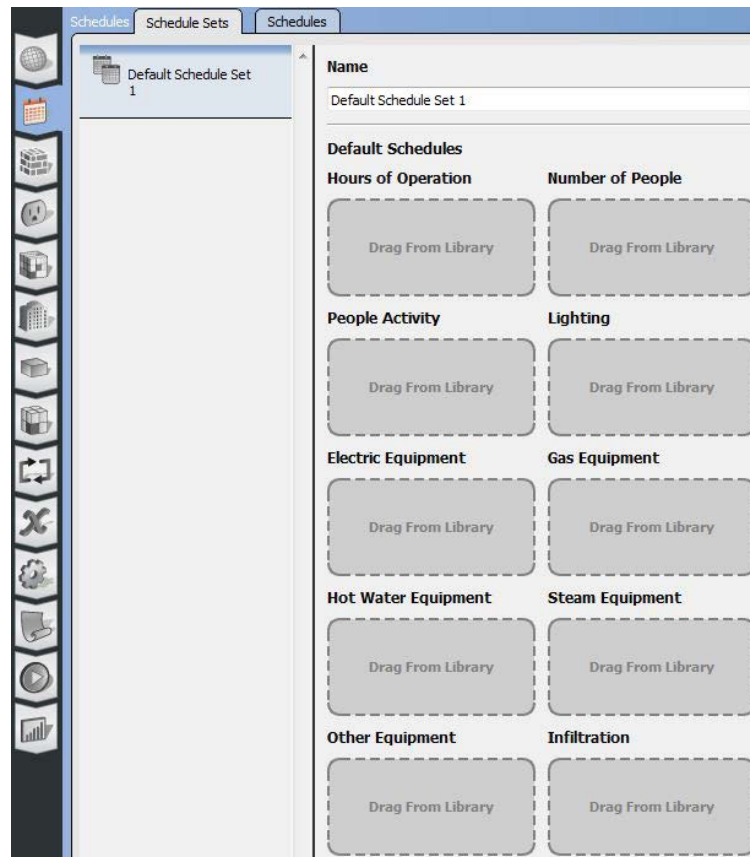 Schedules
Schedule Sets
Schedules
Default Schedule Set
1
Name
Default Schedule Set 1
Default Schedules
Hours of Operation
Number of People
Drag From Library
Drag From Library
People Activity
Lighting
Drag From Library
Drag From Library
Electric Equipment
Gas Equipment
Drag From Library
Drag From Library
Hot Water Equipment
Steam Equipment
Drag From Library
Drag From Library
Other Equipment
Infiltration
Drag From Library
Drag From Library